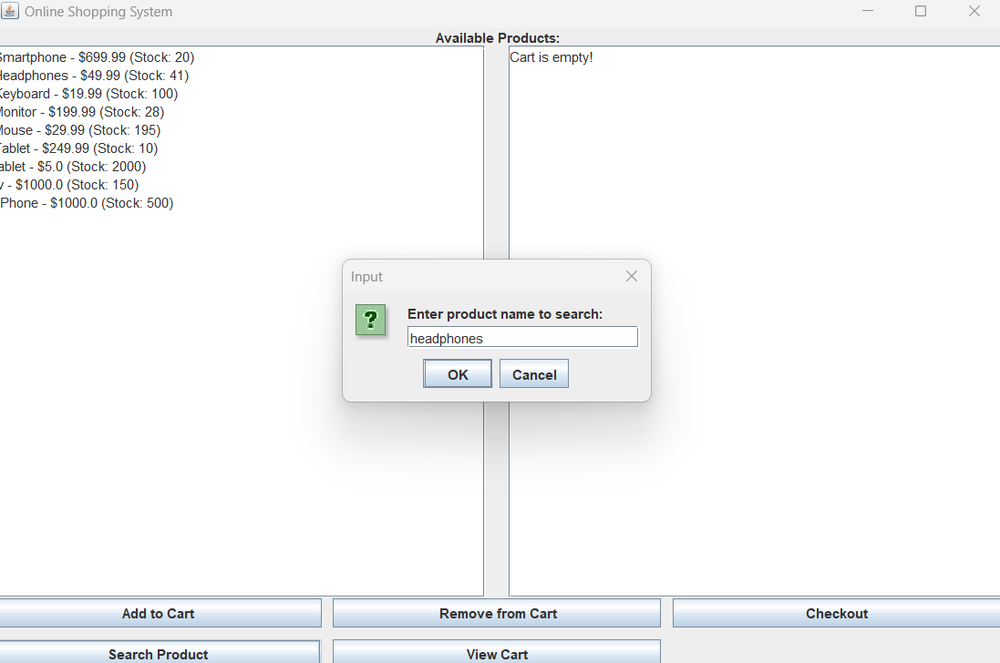 Online Shopping System
Available Products:
Smartphone - $699.99 (Stock: 20)
Headphones - $49.99 (Stock: 41)
Keyboard - $19.99 (Stock: 100)
Monitor - $199.99 (Stock: 28)
Mouse - $29.99 (Stock: 195)
Tablet - $249.99 (Stock: 10)
ablet - $5.0 (Stock: 2000)
v - $1000.0 (Stock: 150)
Phone - $1000.0 (Stock: 500)
Cart is empty!
Input
?
Enter product name to search:
headphones
OK Cancel
Add to Cart Remove from Cart Checkout
Search Product View Cart